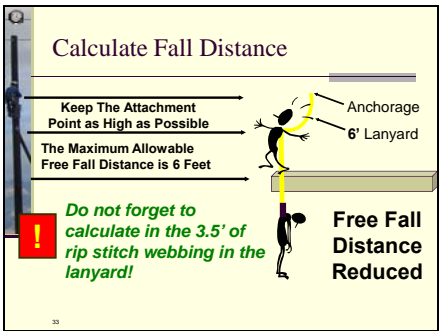 Calculate Fall Distance
Keep The Attachment
Point as High as Possible
The Maximum Allowable
Free Fall Distance is 6 Feet
Anchorage
6' Lanyard
!
Do not forget to
calculate in the 3.5' of
rip stitch webbing in the
lanyard!
Free Fall
Distance
Reduced
33